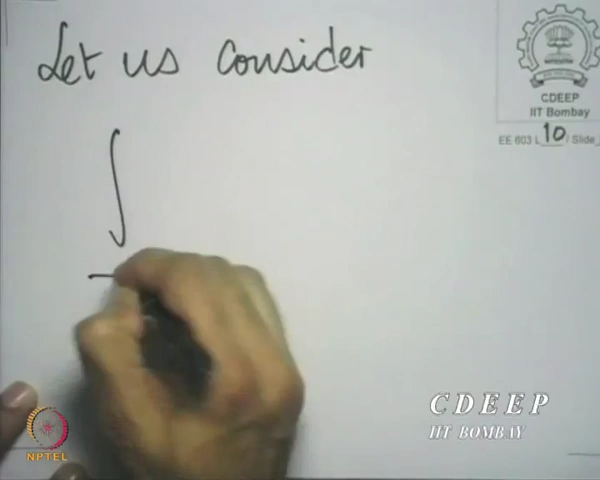 Let us consider
∫
CDEEP
IIT Bombay
EE 603 L 10 / Slide
CDEEP
IIT BOMBAY
NPTEL